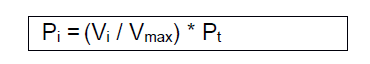 Pi = (Vi / Vmax) * Pt